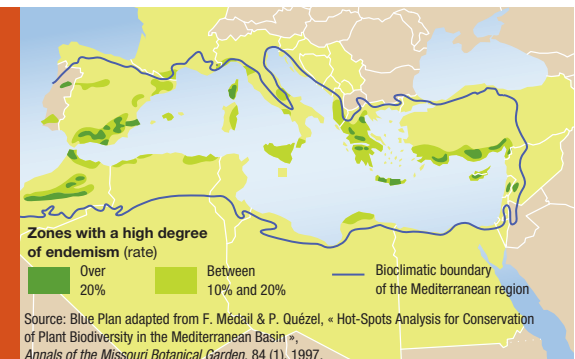 Zones with a high degree
of endemism (rate)
Over
20%
Between
10% and 20%
Bioclimatic boundary
of the Mediterranean region
Source: Blue Plan adapted from F. Médail & P. Quézel, « Hot-Spots Analysis for Conservation
of Plant Biodiversity in the Mediterranean Basin »,
Annals of the Missouri Botanical Garden, 84 (1), 1997.